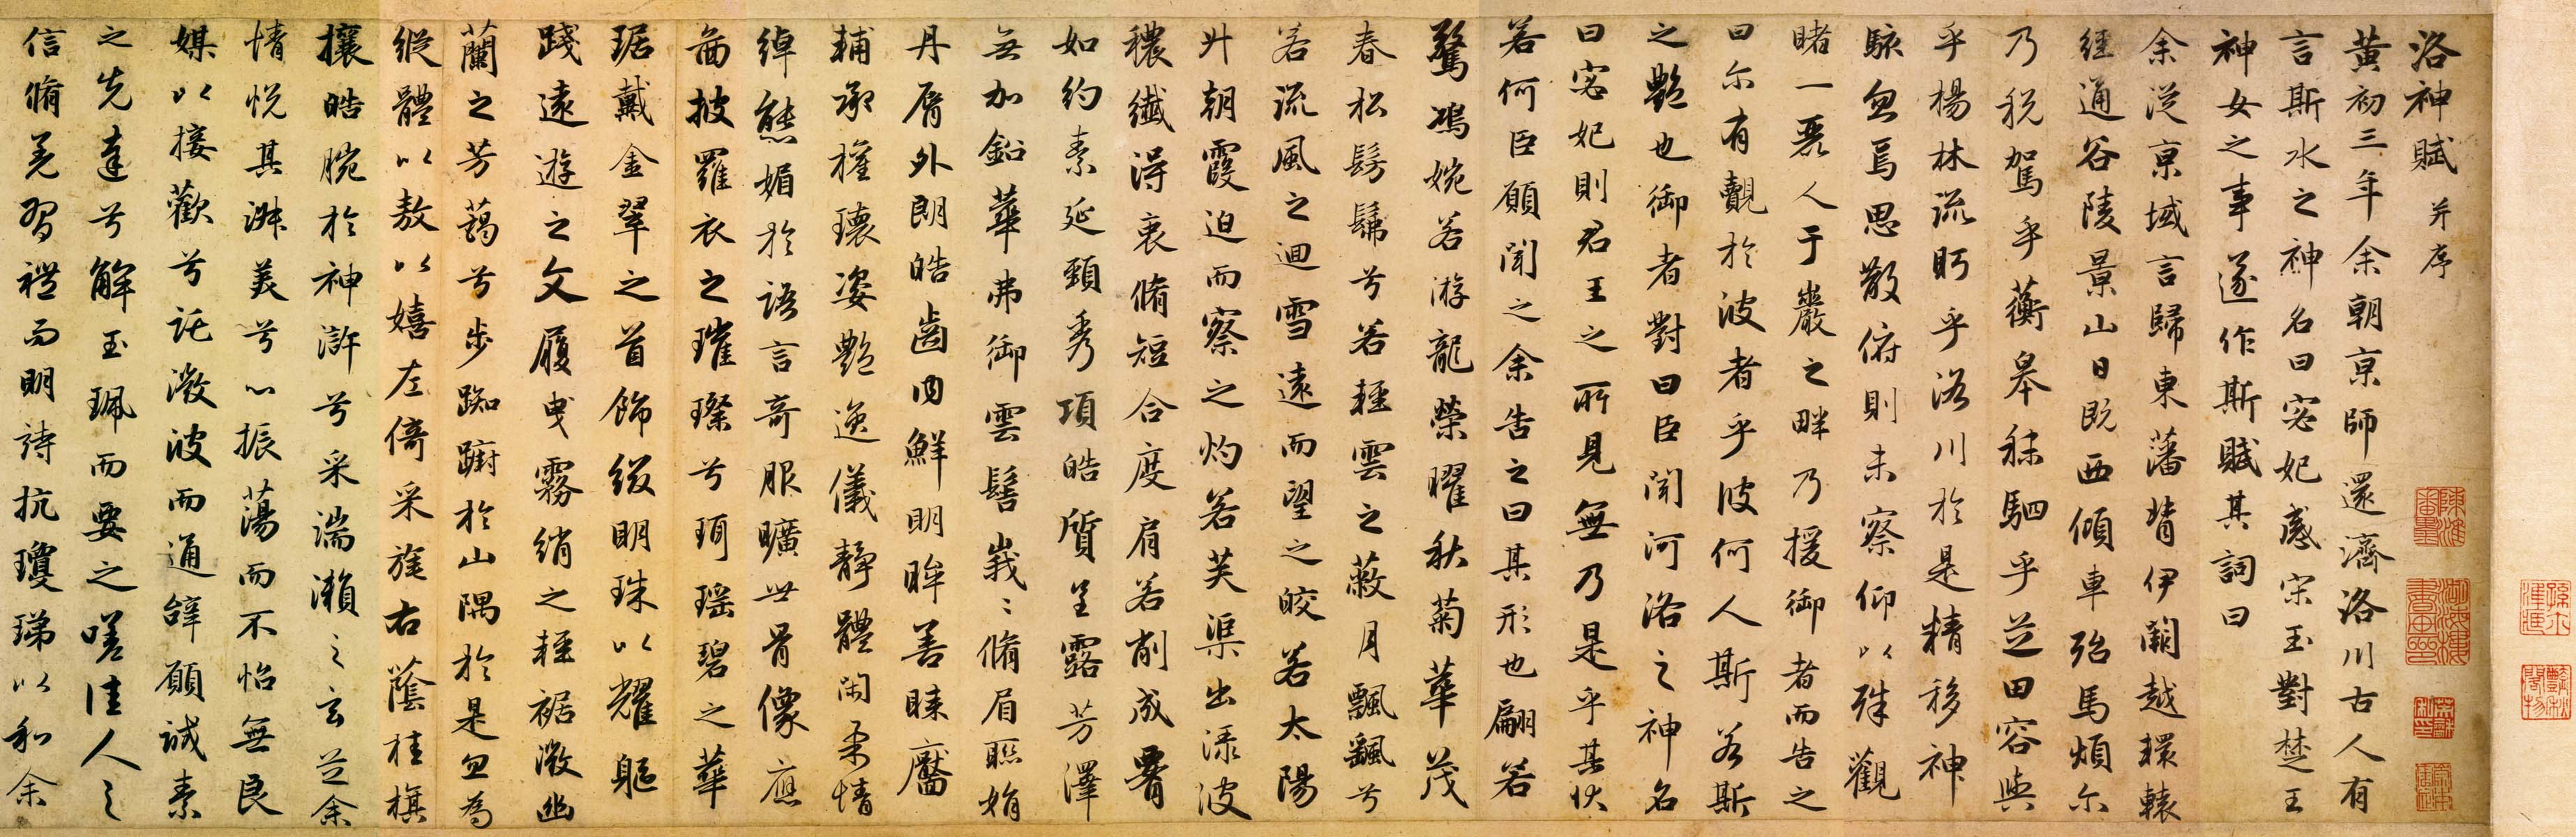 洛神賦 并序
黃初三年余朝京師還濟洛川古人有
言斯水之神名曰宓妃感宋玉對楚王
神女之事遂作斯賦其詞曰
余從京域言歸東藩背伊闕越轘轅
經通谷陵景山日既西傾車殆馬煩尔
乃税駕乎蘅皋秣駟乎芝田容與
乎楊林流眄乎洛川於是精移神
駭忽焉思散俯則未察仰以殊觀
睹一麗人于巖之畔乃援御者而告之
曰尔有覿於波者乎彼何人斯若斯
之艷也御者對曰臣聞河洛之神名
曰宓妃則君王之所見無乃是乎其狀
若何臣願聞之余告之曰其形也翩若
驚鴻婉若游龍榮曜秋菊華茂
春松髣髴兮若輕雲之蔽月飄颻兮
若流風之迴雪遠而望之皎若太陽
升朝霞迫而察之灼若芙蕖出淥波
穠纖得衷脩短合度肩若削成腰
如約素延頸秀項皓質呈露芳澤
無加鉛華弗御雲髻峩〻脩眉聯娟
丹脣外朗皓齒內鮮明眸善睞靨
輔承權瓌姿艷逸儀靜體閑柔情
綽態媚於語言奇服曠世骨像應
圖披羅衣之璀璨兮珥瑤碧之華
琚戴金翠之首飾綴明珠以耀軀
踐遠遊之文履曳霧綃之輕裾微幽
蘭之芳藹兮步踟躕於山隅於是忽焉
縱體以敖以嬉左倚采旄右蔭桂旗
攘皓腕於神滸兮采湍瀨之玄芝余
情悅其淑美兮心振蕩而不怡無良
媒以接歡兮託微波而通辭願誠素
之先達兮解玉珮而要之嗟佳人之
信脩羌習禮而明詩抗瓊珶以和余